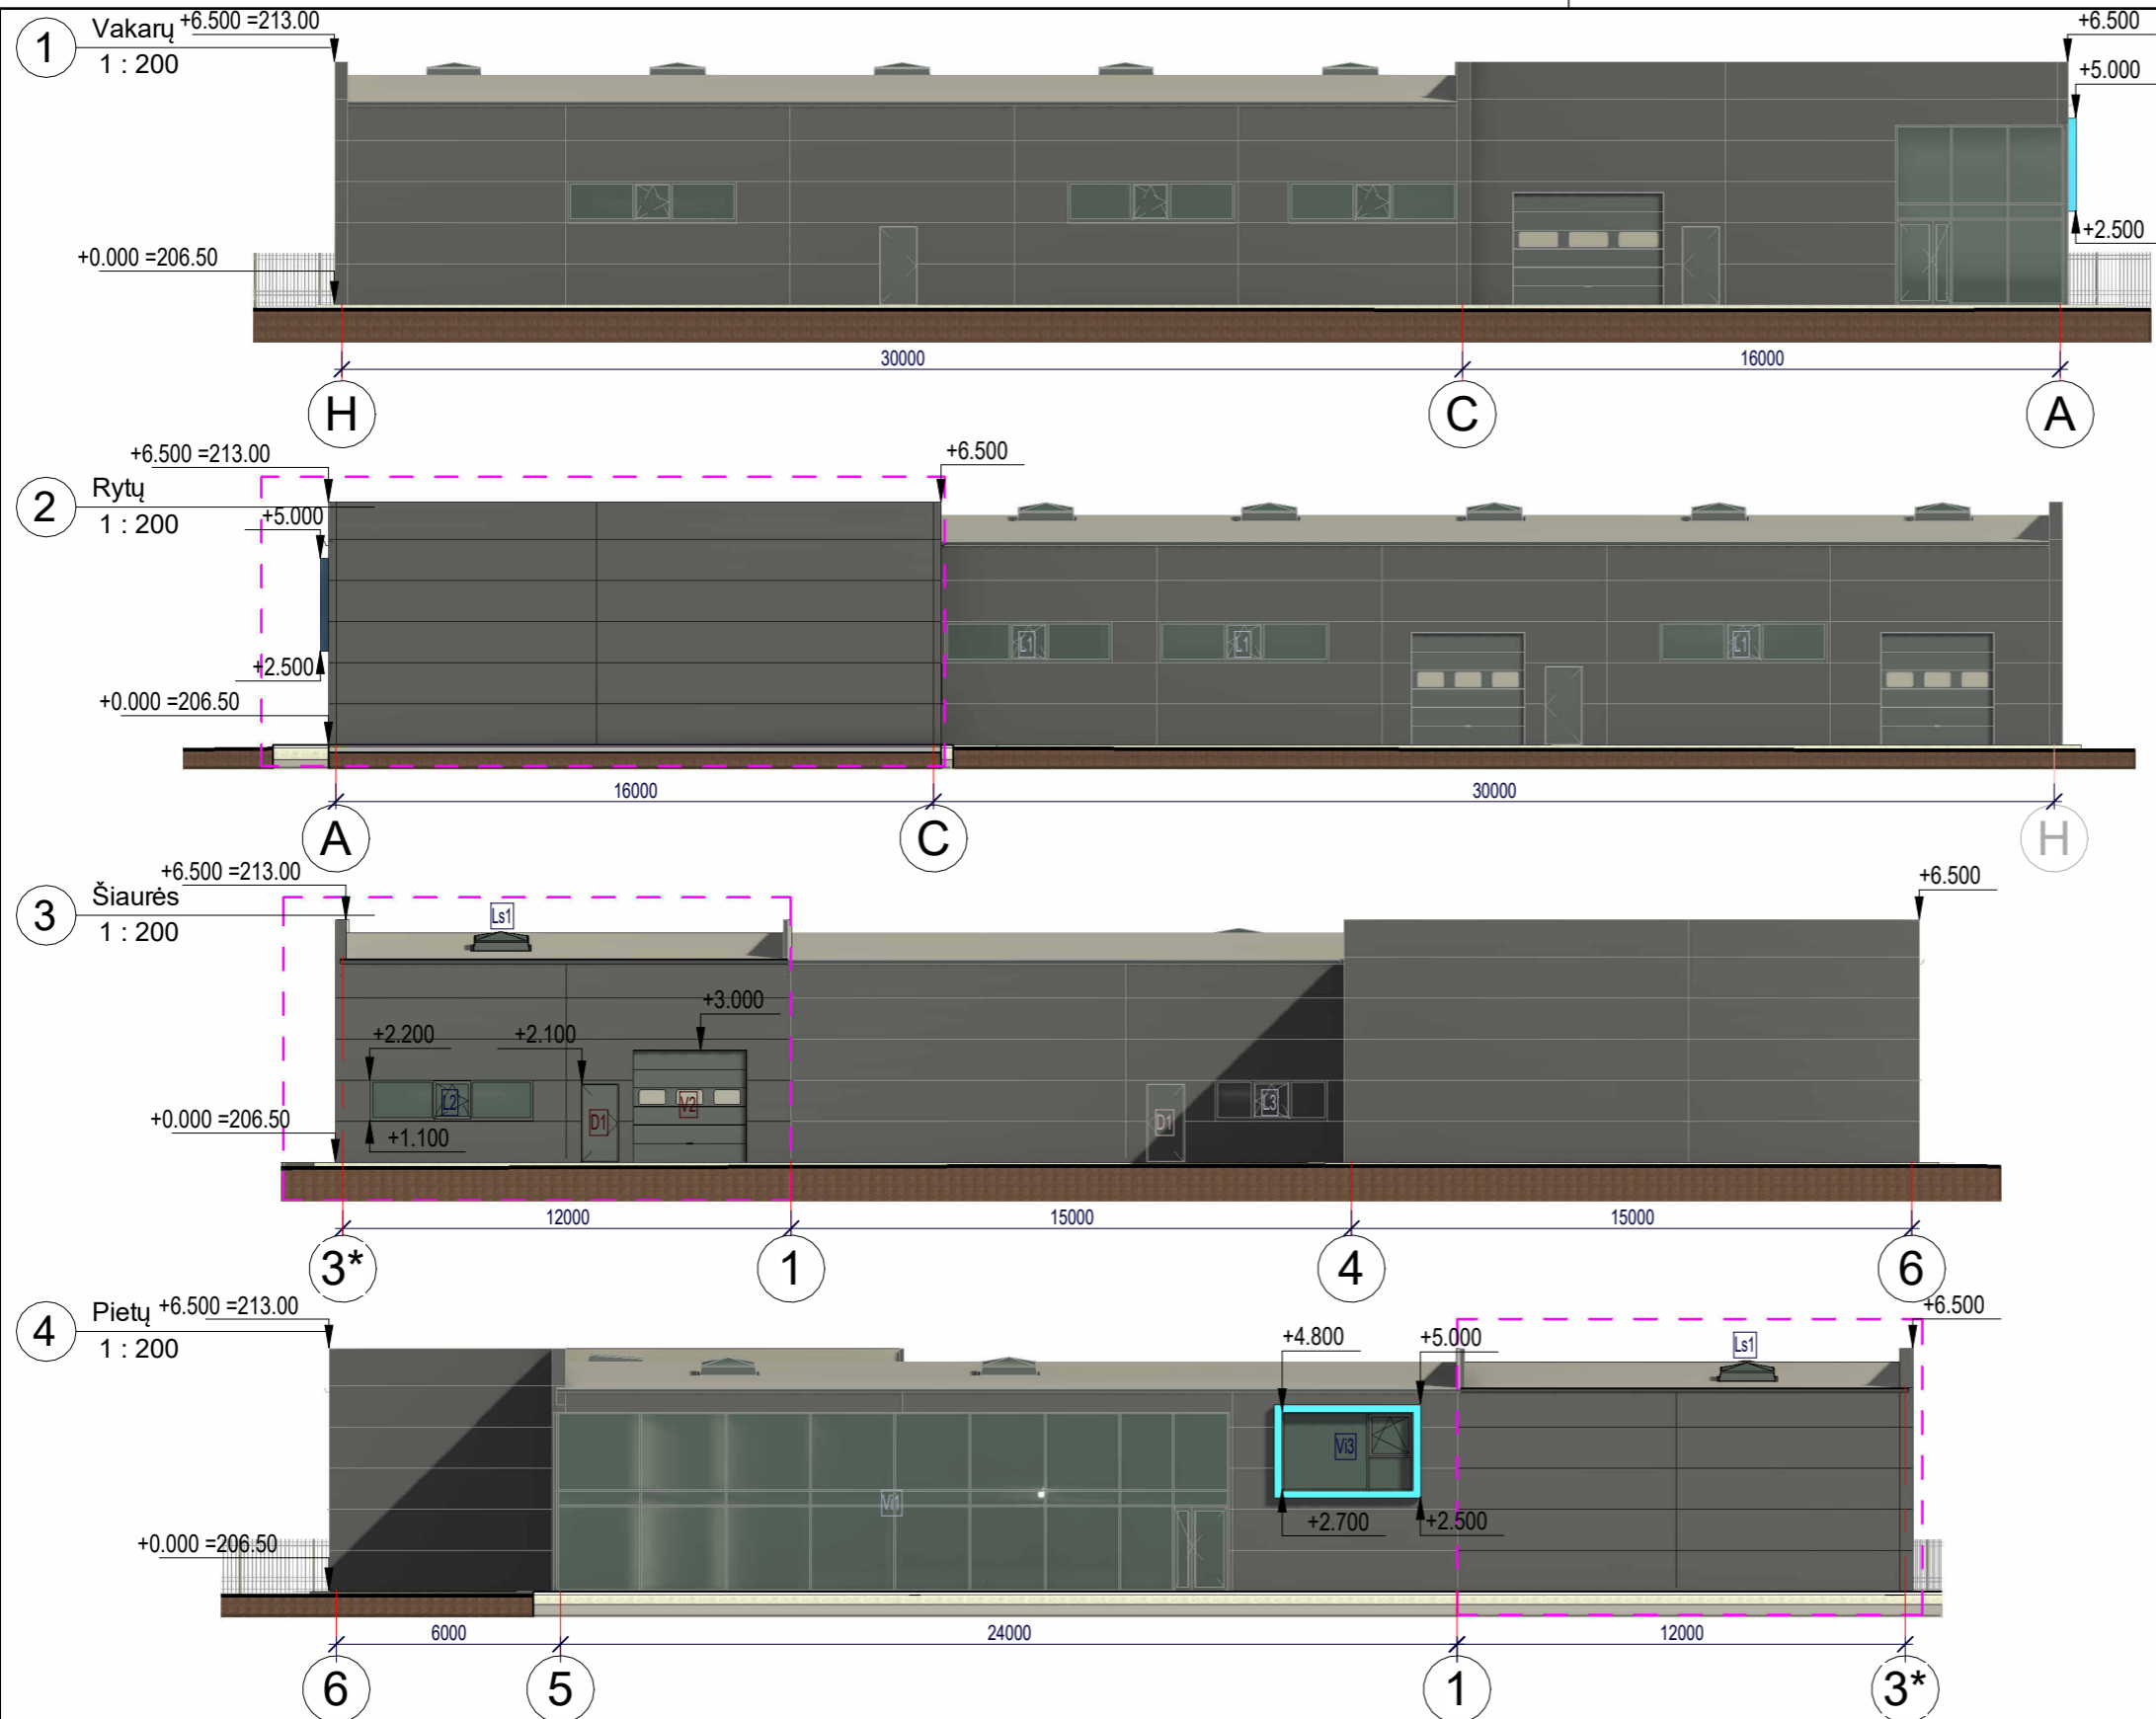 1
Vakarų
1 : 200
+6.500 =213.00
+6.500
+5.000
+2.500
+0.000 =206.50
30000
16000
H
C
A
2
Rytų
1 : 200
+6.500 =213.00
+6.500
+5.000
+2.500
+0.000 =206.50
L1
L1
L1
16000
30000
A
C
H
3
Šiaurės
1 : 200
+6.500 =213.00
Ls1
+6.500
+3.000
+2.200
+2.100
L2
D1
V2
D1
L3
+0.000 =206.50
+1.100
12000
15000
15000
3*
1
4
6
4
Pietų
1 : 200
+6.500 =213.00
+6.500
+4.800
+5.000
Ls1
Vi3
Vi1
+2.700
+2.500
+0.000 =206.50
6000
24000
12000
6
5
1
3*